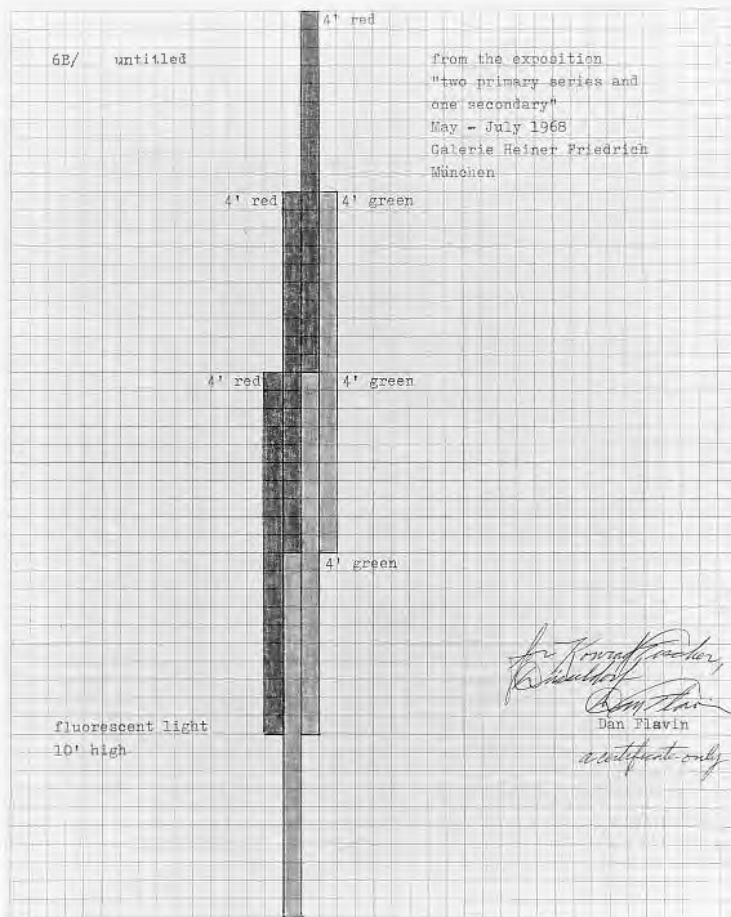 4' red
6B/ untitled
from the exposition
"two primary series and
one secondary"
May - July 1968
Galerie Heiner Friedrich
München
4' red 4' green
4' red 4' green
4' green
for Konrad Fischer,
Düsseldorf
Dan Flavin
Dan Flavin
a certificate only
fluorescent light
10' high